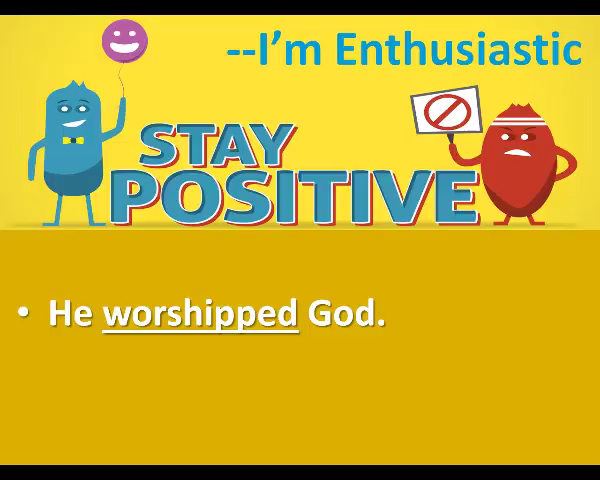 --I’m Enthusiastic
STAY
POSITIVE
• He worshipped God.